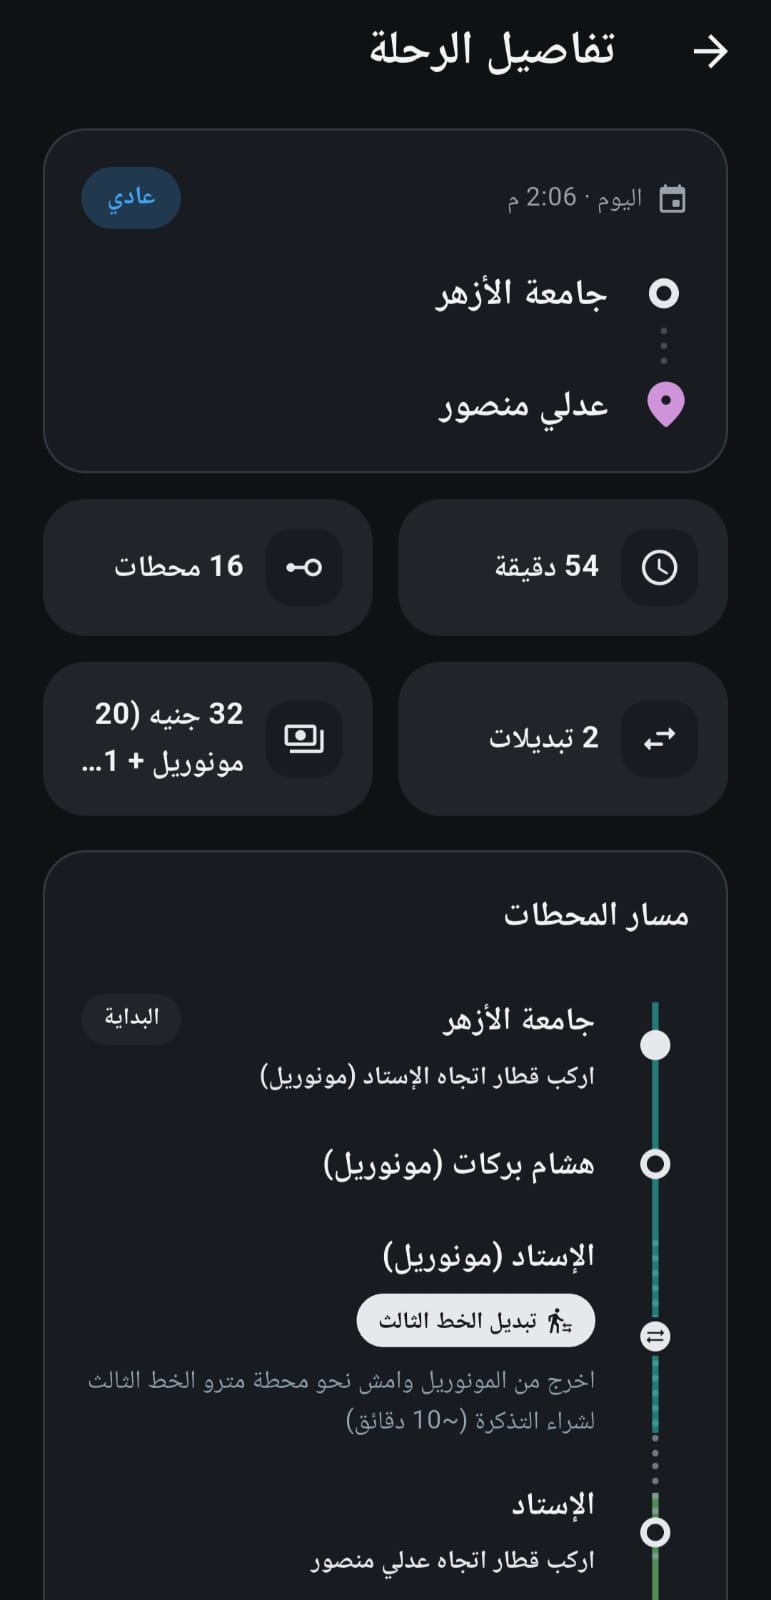 تفاصيل الرحلة
اليوم · 2:06 م
عادي
جامعة الأزهر
عدلي منصور
54 دقيقة
16 محطات
2 تبديلات
32 جنيه (20
مونوريل + 1...
مسار المحطات
جامعة الأزهر
البداية
اركب قطار اتجاه الإستاد (مونوريل)
هشام بركات (مونوريل)
الإستاد (مونوريل)
تبديل الخط الثالث
اخرج من المونوريل وامش نحو محطة مترو الخط الثالث
لشراء التذكرة (~10 دقائق)
الإستاد
اركب قطار اتجاه عدلي منصور